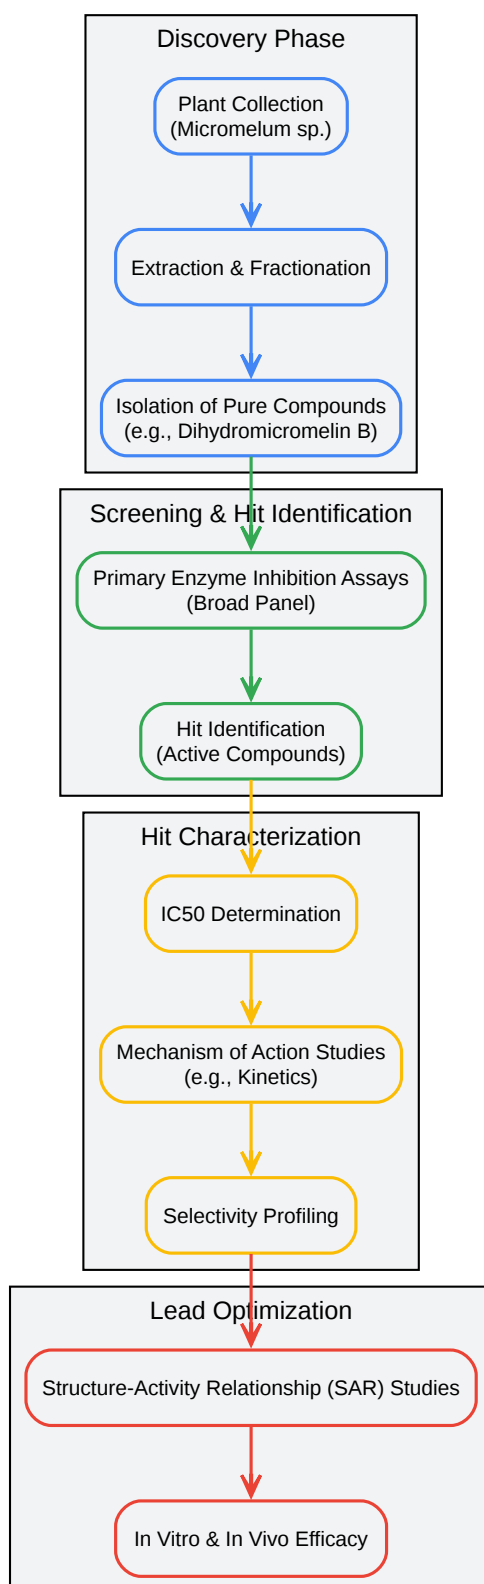 Discovery Phase
Plant Collection
(Micromelum sp.)
Extraction & Fractionation
Isolation of Pure Compounds
(e.g., Dihydromicromelin B)
Screening & Hit Identification
Primary Enzyme Inhibition Assays
(Broad Panel)
Hit Identification
(Active Compounds)
Hit Characterization
IC50 Determination
Mechanism of Action Studies
(e.g., Kinetics)
Selectivity Profiling
Lead Optimization
Structure-Activity Relationship (SAR) Studies
In Vitro & In Vivo Efficacy